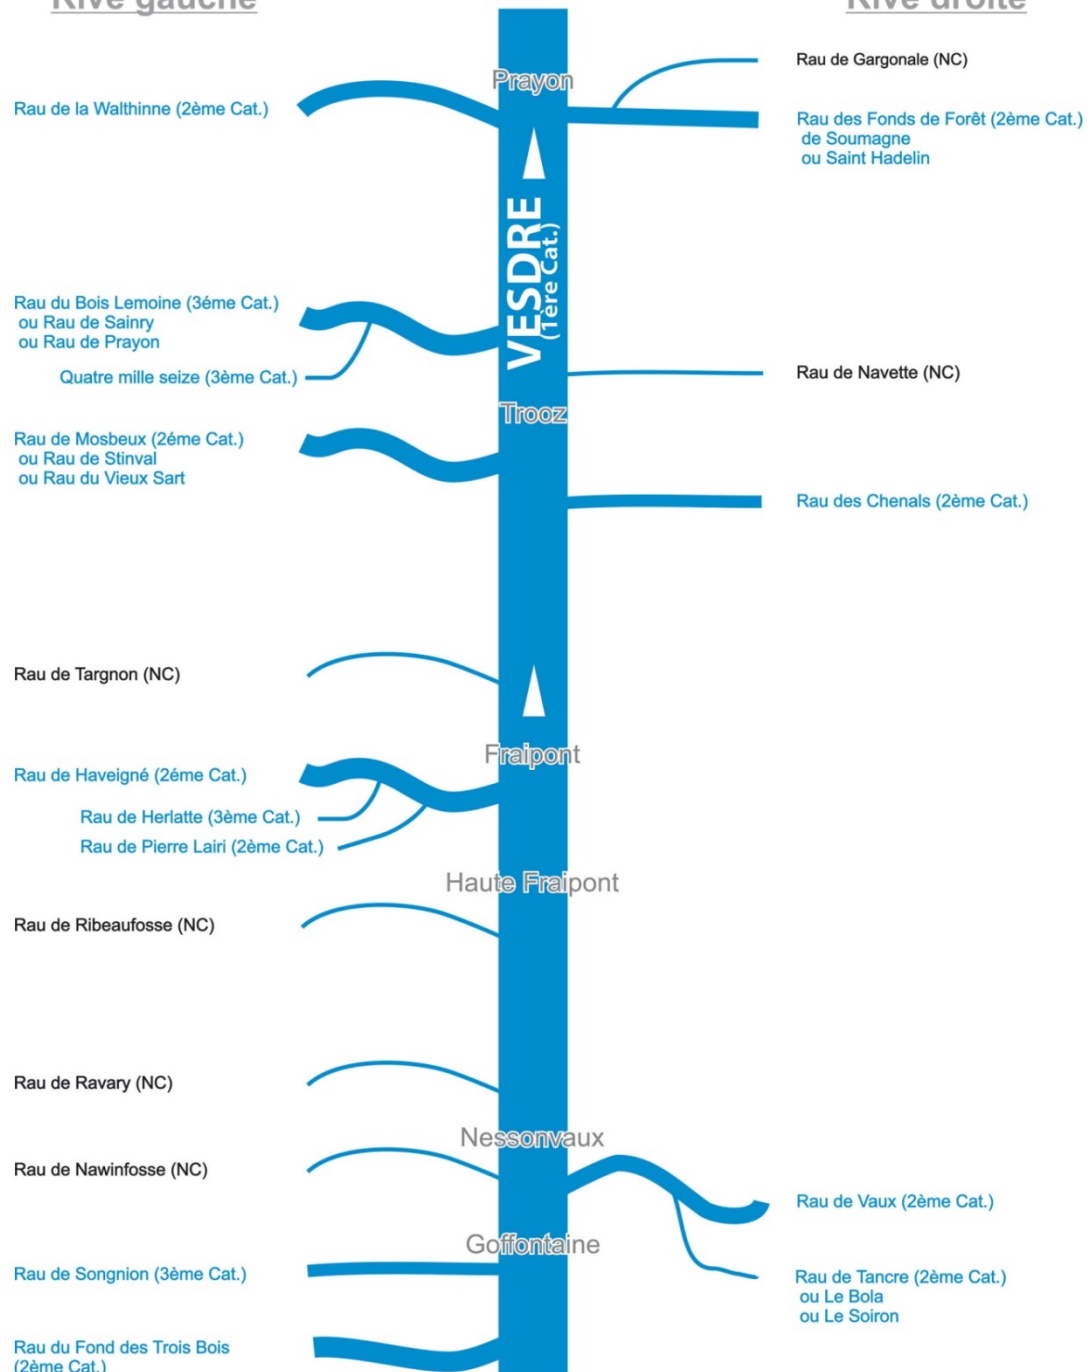 Rive gauche
Rive droite
Prayon
Rau de Gargonale (NC)
Rau de la Walthinne (2ème Cat.)
Rau des Fonds de Forêt (2ème Cat.)
de Soumagne
ou Saint Hadelin
VESDRE
(1ère Cat.)
Rau du Bois Lemoine (3éme Cat.)
ou Rau de Sainry
ou Rau de Prayon
Quatre mille seize (3ème Cat.)
Rau de Navette (NC)
Trooz
Rau de Mosbeux (2éme Cat.)
ou Rau de Stinval
ou Rau du Vieux Sart
Rau des Chenals (2ème Cat.)
Rau de Targnon (NC)
Fraipont
Rau de Haveigné (2éme Cat.)
Rau de Herlatte (3ème Cat.)
Rau de Pierre Lairi (2ème Cat.)
Haute Fraipont
Rau de Ribeaufosse (NC)
Rau de Ravary (NC)
Nessonvaux
Rau de Nawinfosse (NC)
Rau de Vaux (2ème Cat.)
Goffontaine
Rau de Songnion (3ème Cat.)
Rau de Tancre (2ème Cat.)
ou Le Bola
ou Le Soiron
Rau du Fond des Trois Bois
(2ème Cat.)